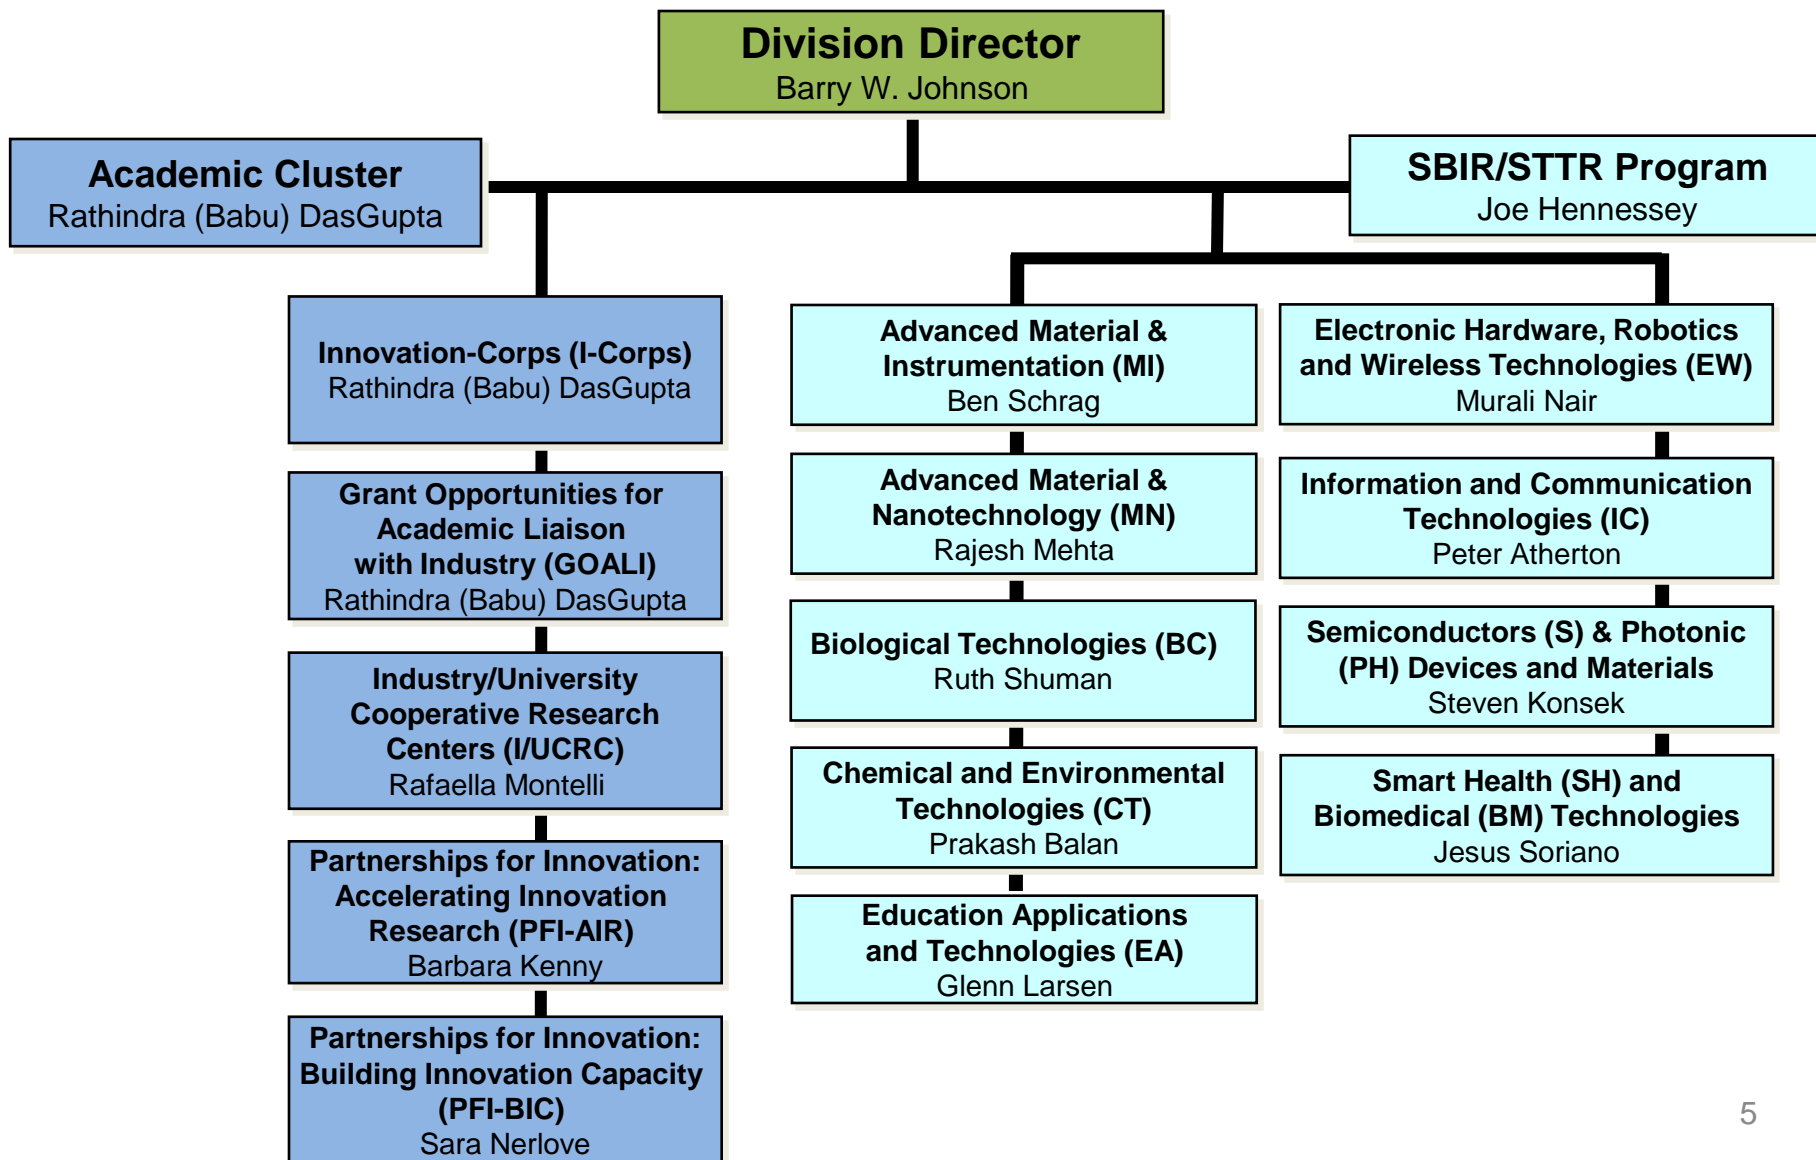 Division Director
Barry W. Johnson
Academic Cluster
Rathindra (Babu) DasGupta
SBIR/STTR Program
Joe Hennessey
Innovation-Corps (I-Corps)
Rathindra (Babu) DasGupta
Grant Opportunities for
Academic Liaison
with Industry (GOALI)
Rathindra (Babu) DasGupta
Industry/University
Cooperative Research
Centers (I/UCRC)
Rafaella Montelli
Partnerships for Innovation:
Accelerating Innovation
Research (PFI-AIR)
Barbara Kenny
Partnerships for Innovation:
Building Innovation Capacity
(PFI-BIC)
Sara Nerlove
Advanced Material &
Instrumentation (MI)
Ben Schrag
Advanced Material &
Nanotechnology (MN)
Rajesh Mehta
Biological Technologies (BC)
Ruth Shuman
Chemical and Environmental
Technologies (CT)
Prakash Balan
Education Applications
and Technologies (EA)
Glenn Larsen
Electronic Hardware, Robotics
and Wireless Technologies (EW)
Murali Nair
Information and Communication
Technologies (IC)
Peter Atherton
Semiconductors (S) & Photonic
(PH) Devices and Materials
Steven Konsek
Smart Health (SH) and
Biomedical (BM) Technologies
Jesus Soriano
5